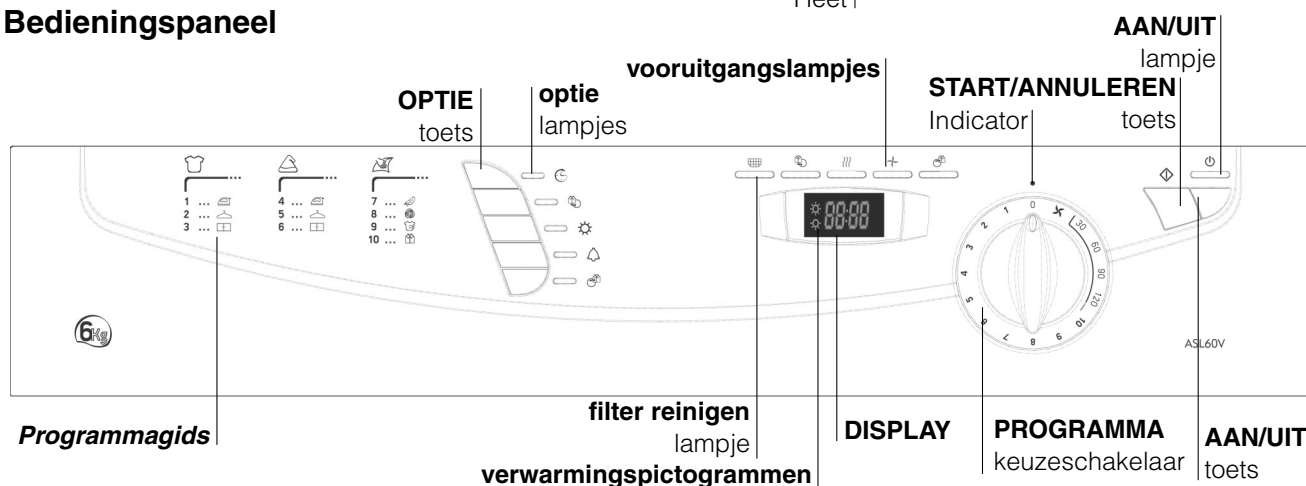 Heet
Bedieningspaneel
AAN/UIT
lampje
vooruitgangslampjes
START/ANNULEREN
toets
Indicator
OPTIE
toets
optie
lampjes
1 ...
2 ...
3 ...
4 ...
5 ...
6 ...
7 ...
8 ...
9 ...
10 ...
88:88
0
1
2
3
4
5
6
7
8
9
10
30
60
90
120
6Kg
ASL60V
Programmagids
filter reinigen
lampje
verwarmingspictogrammen
DISPLAY
PROGRAMMA
keuzeschakelaar
AAN/UIT
toets